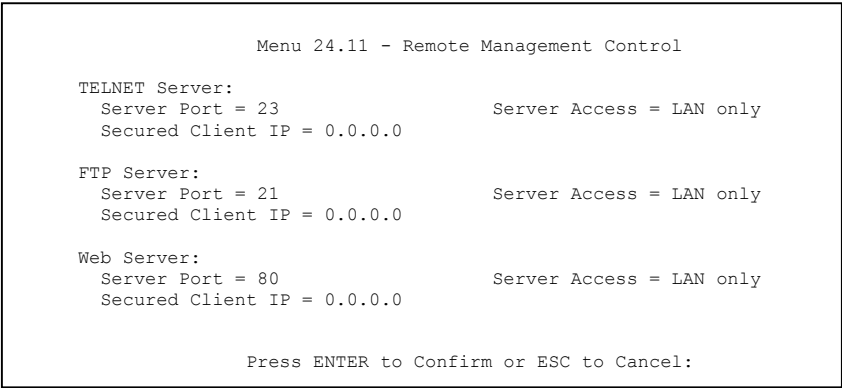 Menu 24.11 - Remote Management Control
TELNET Server:
Server Port = 23 Server Access = LAN only
Secured Client IP = 0.0.0.0
FTP Server:
Server Port = 21 Server Access = LAN only
Secured Client IP = 0.0.0.0
Web Server:
Server Port = 80 Server Access = LAN only
Secured Client IP = 0.0.0.0
Press ENTER to Confirm or ESC to Cancel: